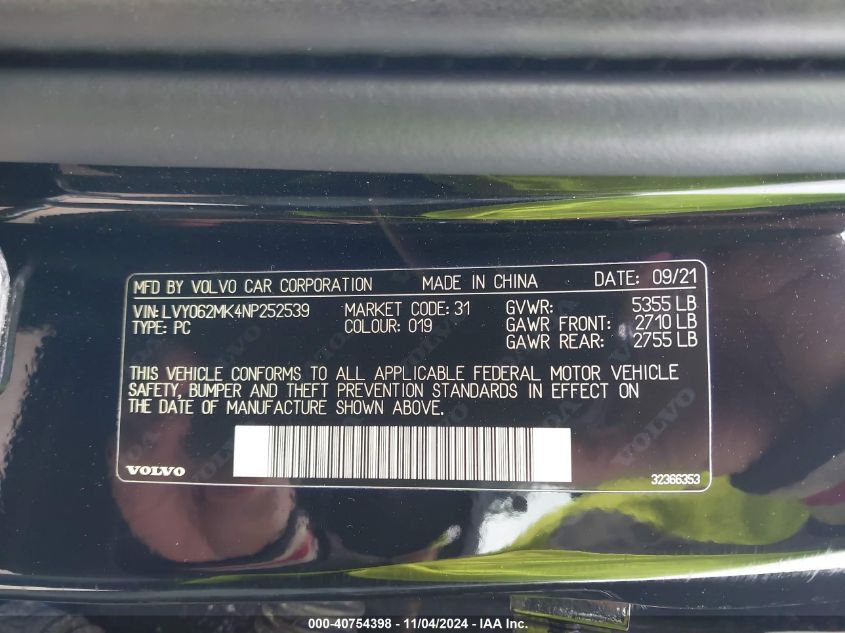 MFD BY VOLVO CAR CORPORATION MADE IN CHINA DATE: 09/21
VIN:LVY062MK4NP252539 MARKET CODE: 31 GVWR: 5355 LB
TYPE: PC COLOUR: 019 GAWR FRONT: 2710 LB
GAWR REAR: 2755 LB
THIS VEHICLE CONFORMS TO ALL APPLICABLE FEDERAL MOTOR VEHICLE
SAFETY, BUMPER AND THEFT PREVENTION STANDARDS IN EFFECT ON
THE DATE OF MANUFACTURE SHOWN ABOVE.
VOLVO 32366353
000-40754398 - 11/04/2024 - IAA Inc.